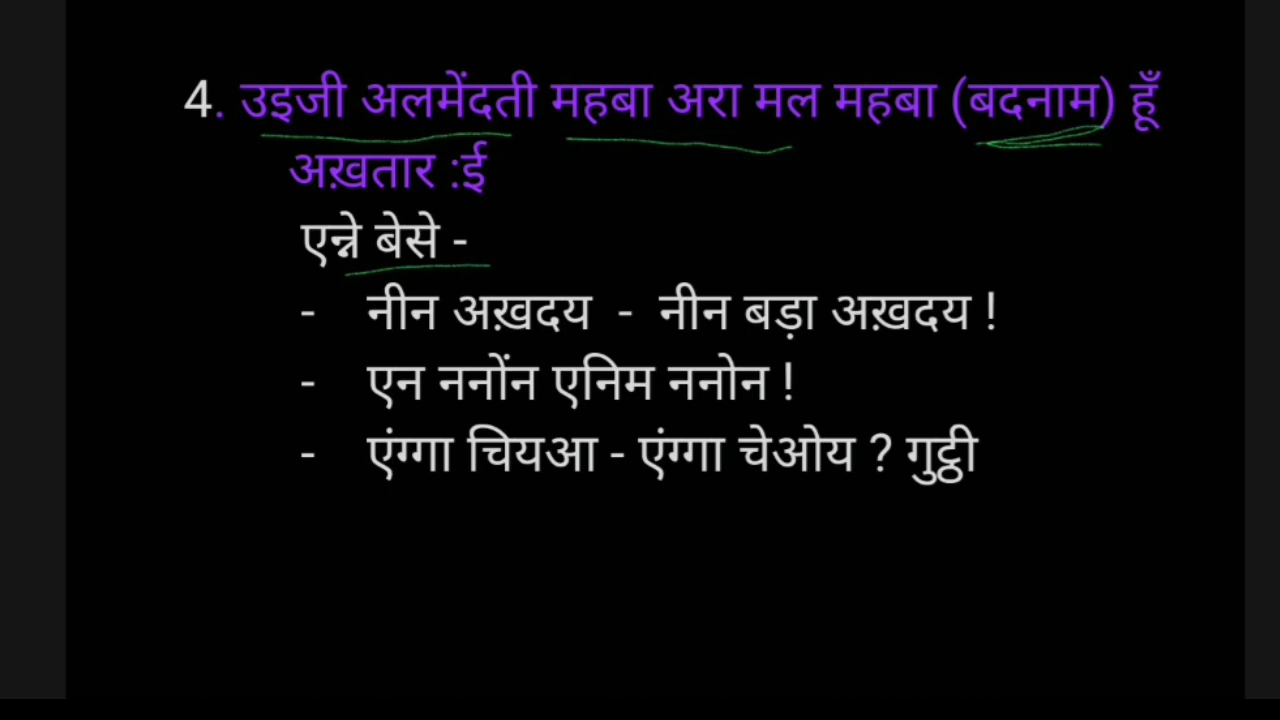 4. उइजी अलमेंदती महबा अरा मल महबा (बदनाम) हूँ
अख़तार :ई
एन्ने बेसे -
- नीन अख़दय - नीन बड़ा अख़दय !
- एन ननोंन एनिम ननोन !
- एंग्गा चियआ - एंग्गा चेओय ? गुट्ठी